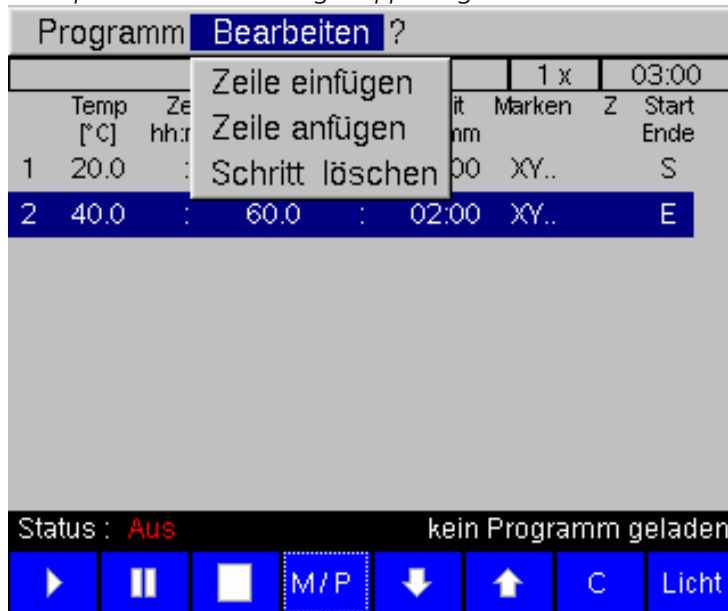 Programm Bearbeiten ?
Zeile einfügen
Zeile anfügen
Schritt löschen
1 x 03:00
Temp Marken Z Start
[°C] Ende
1 20.0 : XY.. S
2 40.0 : 60.0 : 02:00 XY.. E
Status : Aus kein Programm geladen
M / P C Licht